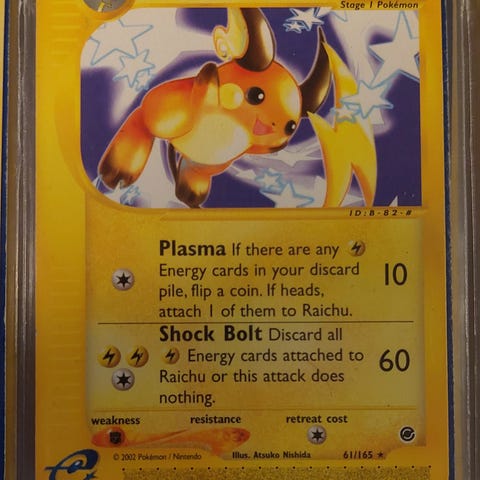 Stage 1 Pokémon
ID:B-82-#
Plasma If there are any
Energy cards in your discard
pile, flip a coin. If heads,
attach 1 of them to Raichu.
10
Shock Bolt Discard all
Energy cards attached to
Raichu or this attack does
nothing.
60
weakness resistance retreat cost
© 2002 Pokémon / Nintendo Illus. Atsuko Nishida 61/165 ★
e